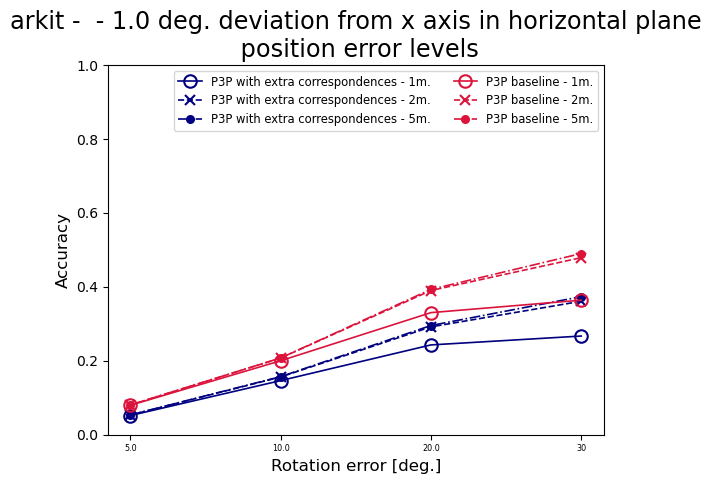 arkit -  - 1.0 deg. deviation from x axis in horizontal plane
position error levels
P3P with extra correspondences - 1m.
P3P with extra correspondences - 2m.
P3P with extra correspondences - 5m.
P3P baseline - 1m.
P3P baseline - 2m.
P3P baseline - 5m.
1.0
0.8
0.6
0.4
0.2
0.0
Accuracy
5.0 10.0 20.0 30
Rotation error [deg.]